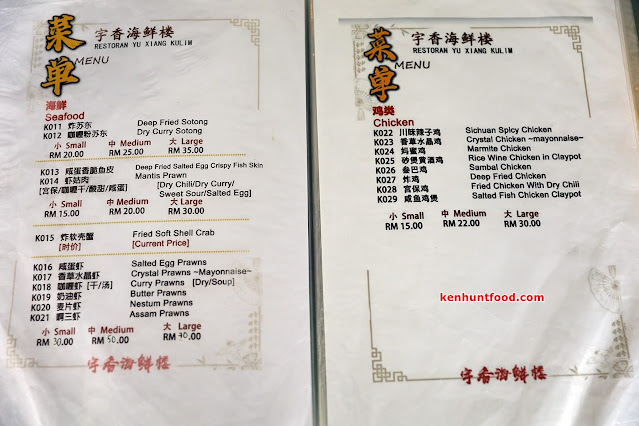 菜单
宇香海鲜楼
RESTORAN YU XIANG KULIM
MENU
海鲜
Seafood
K011 炸苏东 Deep Fried Sotong
K012 咖喱粉苏东 Dry Curry Sotong
小 Small 中 Medium 大 Large
RM 20.00 RM 25.00 RM 35.00
K013 咸蛋香脆鱼皮 Deep Fried Salted Egg Crispy Fish Skin
K014 虾姑肉 Mantis Prawn
[宫保/咖喱干/酸甜/咸蛋] [Dry Chili/Dry Curry/
Sweet Sour/Salted Egg]
小 Small 中 Medium 大 Large
RM 15.00 RM 20.00 RM 30.00
K015 炸软壳蟹 Fried Soft Shell Crab
[时价] [Current Price]
K016 咸蛋虾 Salted Egg Prawns
K017 香草水晶虾 Crystal Prawns ~Mayonnaise~
K018 咖喱虾 [干/汤] Curry Prawns [Dry/Soup]
K019 奶油虾 Butter Prawns
K020 麦片虾 Nestum Prawns
K021 啊三虾 Assam Prawns
小 Small 中 Medium 大 Large
RM 30.00 RM 50.00 RM 70.00
宇香海鲜楼
菜单
宇香海鲜楼
RESTORAN YU XIANG KULIM
MENU
鸡类
Chicken
K022 川味辣子鸡 Sichuan Spicy Chicken
K023 香草水晶鸡 Crystal Chicken ~mayonnaise~
K024 妈蜜鸡 Marmite Chicken
K025 砂煲黄酒鸡 Rice Wine Chicken in Claypot
K026 叁巴鸡 Sambal Chicken
K027 炸鸡 Deep Fried Chicken
K028 宫保鸡 Fried Chicken With Dry Chili
K029 咸鱼鸡煲 Salted Fish Chicken Claypot
小 Small 中 Medium 大 Large
RM 15.00 RM 22.00 RM 30.00
kenhuntfood.com
宇香海鲜楼